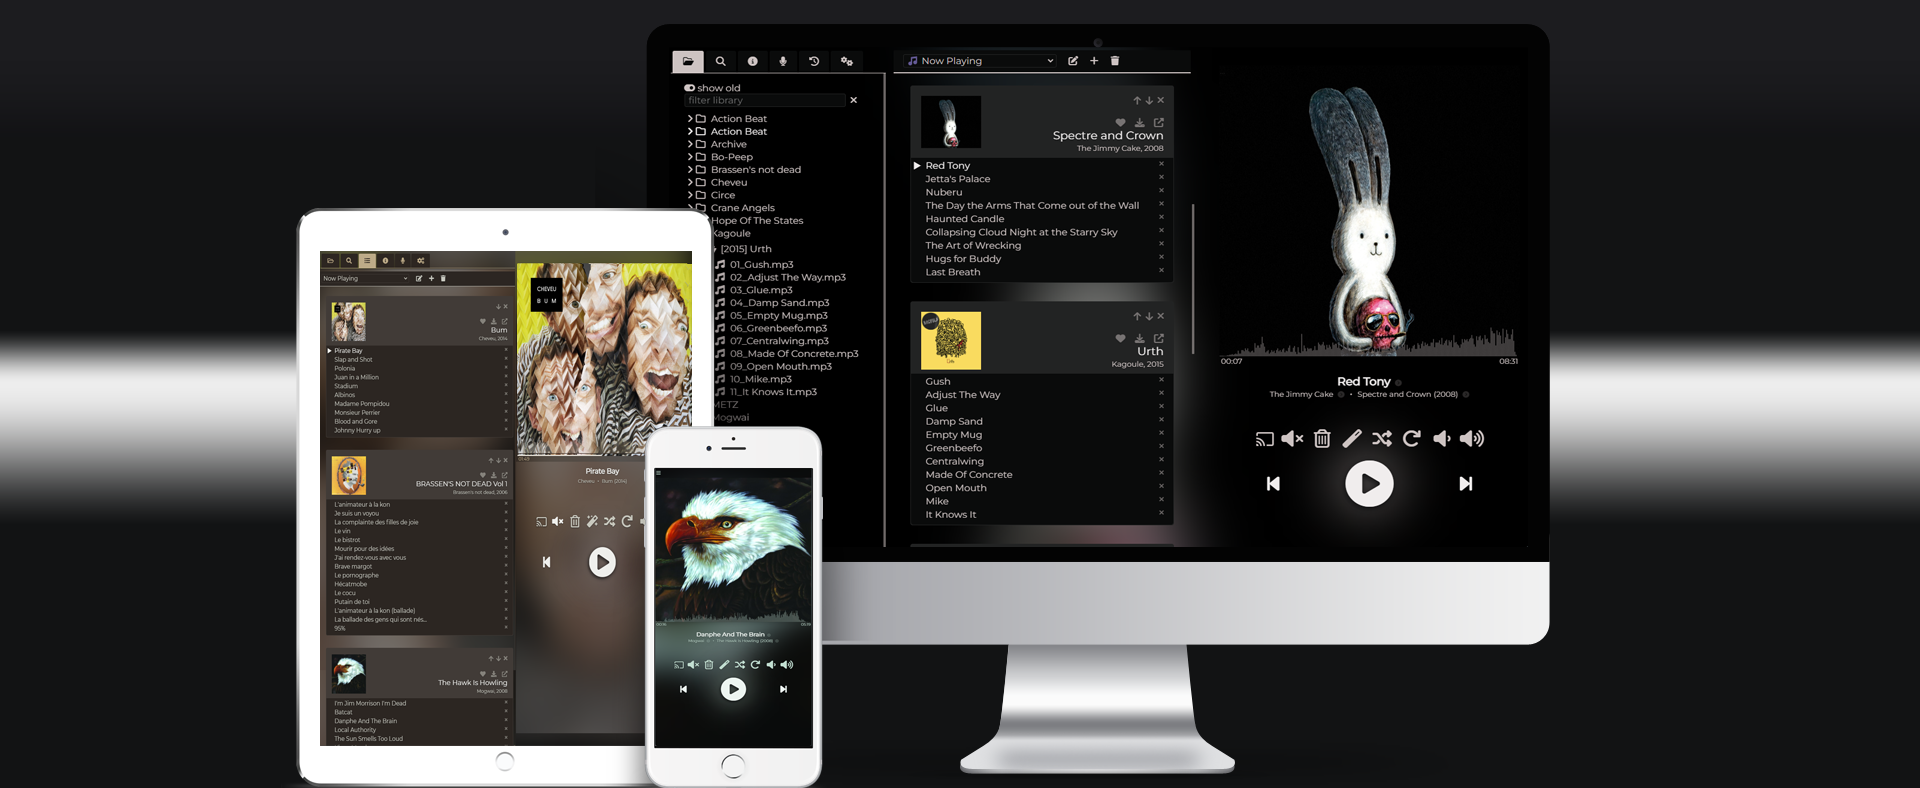 show old
filter library
Action Beat
Action Beat
Archive
Bo-Peep
Brassen's not dead
Cheveu
Circe
Crane Angels
Hope Of The States
Kagoule
[2015] Urth
01_Gush.mp3
02_Adjust The Way.mp3
03_Glue.mp3
04_Damp Sand.mp3
05_Empty Mug.mp3
06_Greenbeefo.mp3
07_Centralwing.mp3
08_Made Of Concrete.mp3
09_Open Mouth.mp3
10_Mike.mp3
11_It Knows It.mp3
METZ
Mogwai
Now Playing
Spectre and Crown
The Jimmy Cake, 2008
Red Tony
Jetta's Palace
Nuberu
The Day the Arms That Come out of the Wall
Haunted Candle
Collapsing Cloud Night at the Starry Sky
The Art of Wrecking
Hugs for Buddy
Last Breath
Urth
Kagoule, 2015
Gush
Adjust The Way
Glue
Damp Sand
Empty Mug
Greenbeefo
Centralwing
Made Of Concrete
Open Mouth
Mike
It Knows It
00:07 08:31
Red Tony
The Jimmy Cake • Spectre and Crown (2008)
Now Playing
Bum
Cheveu, 2014
Pirate Bay
Slap and Shot
Polonia
Juan in a Million
Stadium
Albinos
Madame Pompidou
Monsieur Perrier
Blood and Gore
Johnny Hurry up
BRASSEN'S NOT DEAD Vol 1
Brassen's not dead, 2006
L'animateur à la kon
Je suis un voyou
La complainte des filles de joie
Le vin
Le bistrot
Mourir pour des idées
J'ai rendez-vous avec vous
Brave margot
Le pornographe
Hécatmobe
Le cocu
Putain de toi
L'animateur à la kon (ballade)
La ballade des gens qui sont nés...
95%
The Hawk Is Howling
Mogwai, 2008
I'm Jim Morrison I'm Dead
Batcat
Danphe And The Brain
Local Authority
The Sun Smells Too Loud
CHEVEU
BUM
Pirate Bay
Cheveu • Bum (2014)
Danphe And The Brain
Mogwai • The Hawk Is Howling (2008)